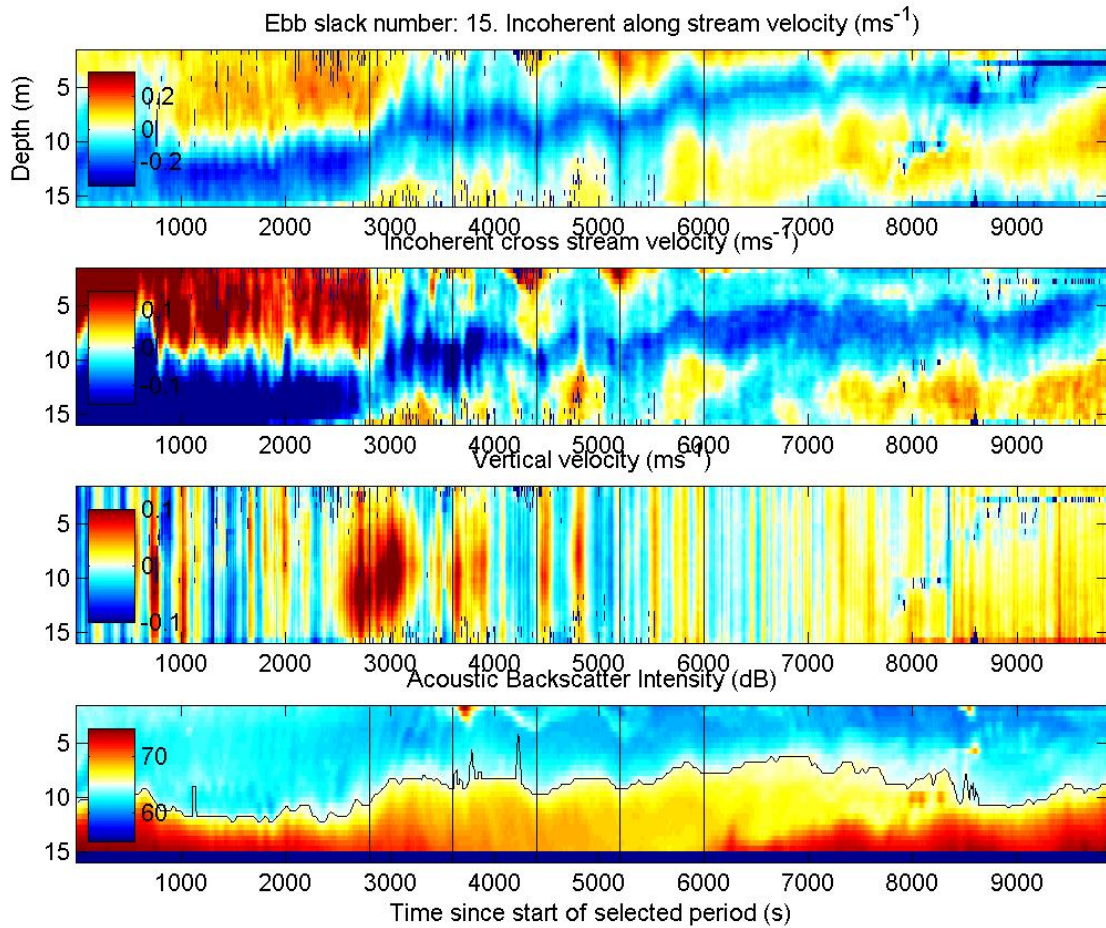 Ebb slack number: 15. Incoherent along stream velocity (ms⁻¹)
Depth (m)
5
10
15
0.2
0
-0.2
1000 2000 3000 4000 5000 6000 7000 8000 9000
Incoherent cross stream velocity (ms⁻¹)
5
10
15
0.1
0
-0.1
1000 2000 3000 4000 5000 6000 7000 8000 9000
Vertical velocity (ms⁻¹)
5
10
15
0.1
0
-0.1
1000 2000 3000 4000 5000 6000 7000 8000 9000
Acoustic Backscatter Intensity (dB)
5
10
15
70
60
1000 2000 3000 4000 5000 6000 7000 8000 9000
Time since start of selected period (s)